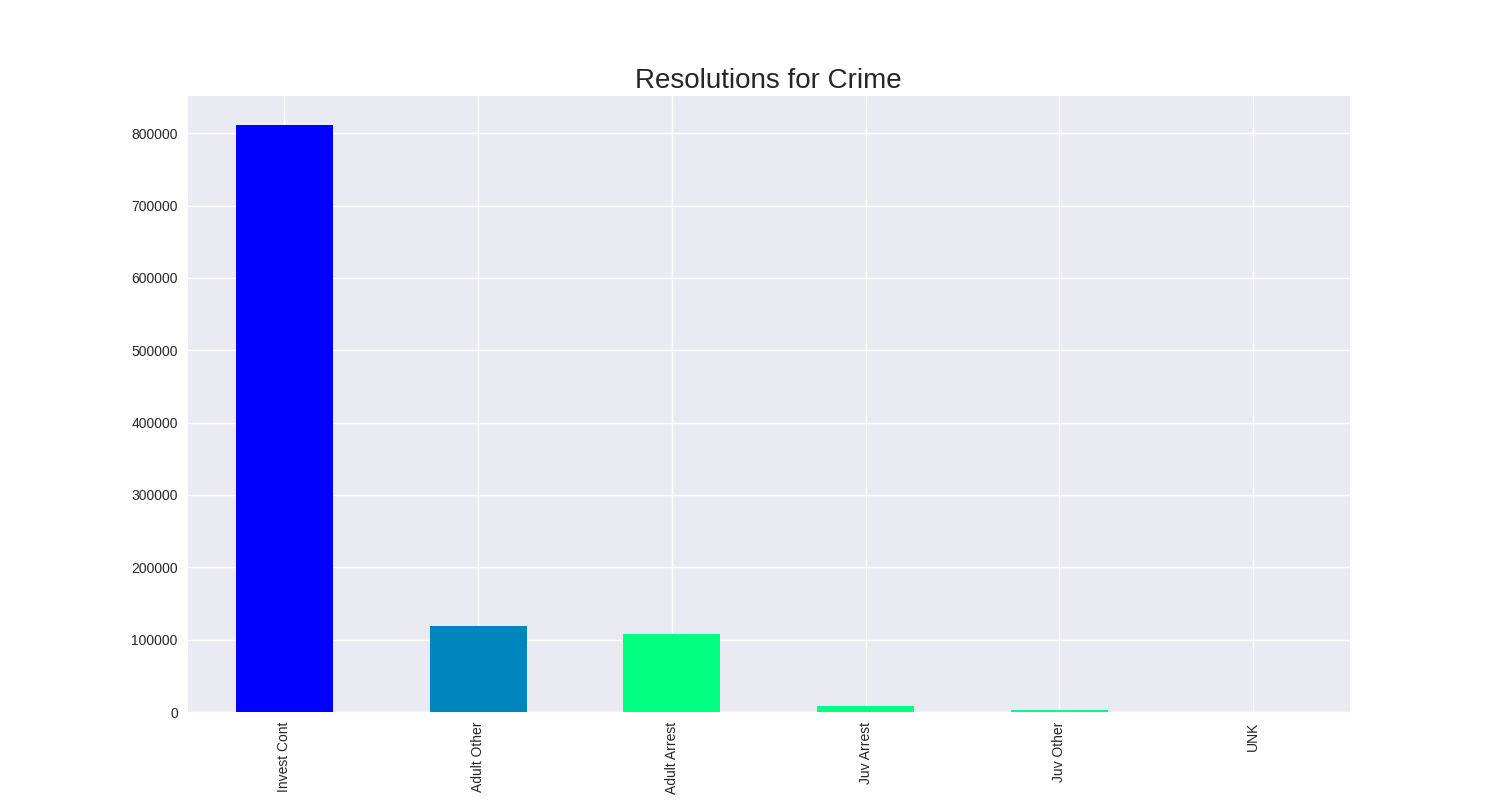 Resolutions for Crime
800000
700000
600000
500000
400000
300000
200000
100000
0
Invest Cont
Adult Other
Adult Arrest
Juv Arrest
Juv Other
UNK